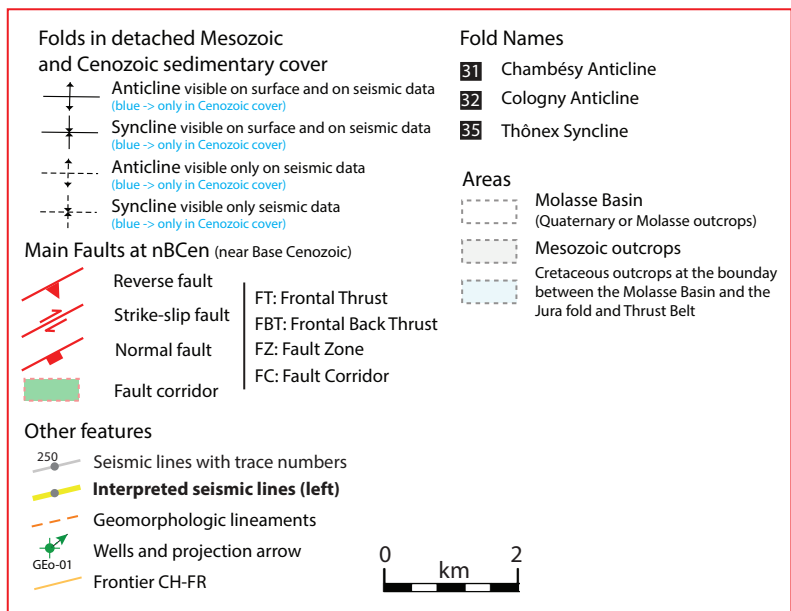 Folds in detached Mesozoic
and Cenozoic sedimentary cover
Anticline visible on surface and on seismic data
(blue -> only in Cenozoic cover)
Syncline visible on surface and on seismic data
(blue -> only in Cenozoic cover)
Anticline visible only on seismic data
(blue -> only in Cenozoic cover)
Syncline visible only seismic data
(blue -> only in Cenozoic cover)
Main Faults at nBCen (near Base Cenozoic)
Reverse fault
Strike-slip fault
Normal fault
Fault corridor
FT: Frontal Thrust
FBT: Frontal Back Thrust
FZ: Fault Zone
FC: Fault Corridor
Other features
250 Seismic lines with trace numbers
Interpreted seismic lines (left)
Geomorphologic lineaments
Wells and projection arrow
GEo-01
Frontier CH-FR
Fold Names
31 Chambésy Anticline
32 Cologny Anticline
35 Thônex Syncline
Areas
Molasse Basin
(Quaternary or Molasse outcrops)
Mesozoic outcrops
Cretaceous outcrops at the bounday
between the Molasse Basin and the
Jura fold and Thrust Belt
0 2
km